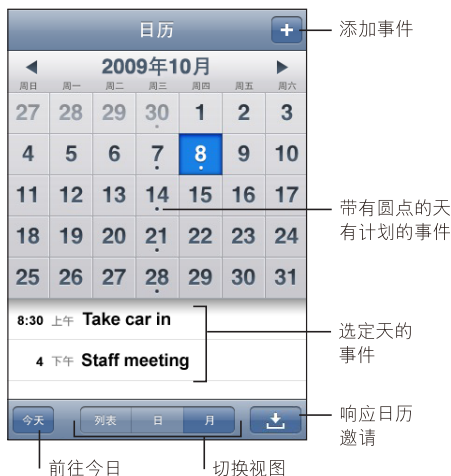 日历
+
添加事件
2009年10月
周日 周一 周二 周三 周四 周五 周六
27 28 29 30 1 2 3
4 5 6 7 8 9 10
11 12 13 14 15 16 17
带有圆点的天
有计划的事件
18 19 20 21 22 23 24
25 26 27 28 29 30 31
8:30 上午 Take car in
选定天的
事件
4 下午 Staff meeting
今天 列表 日 月
响应日历
邀请
前往今日
切换视图